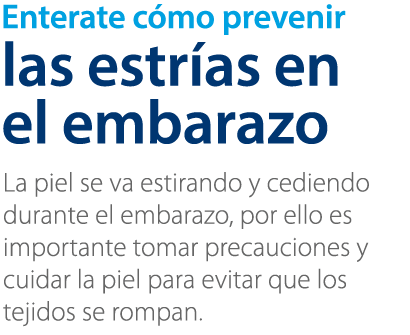 Enterate cómo prevenir
las estrías en
el embarazo
La piel se va estirando y cediendo
durante el embarazo, por ello es
importante tomar precauciones y
cuidar la piel para evitar que los
tejidos se rompan.